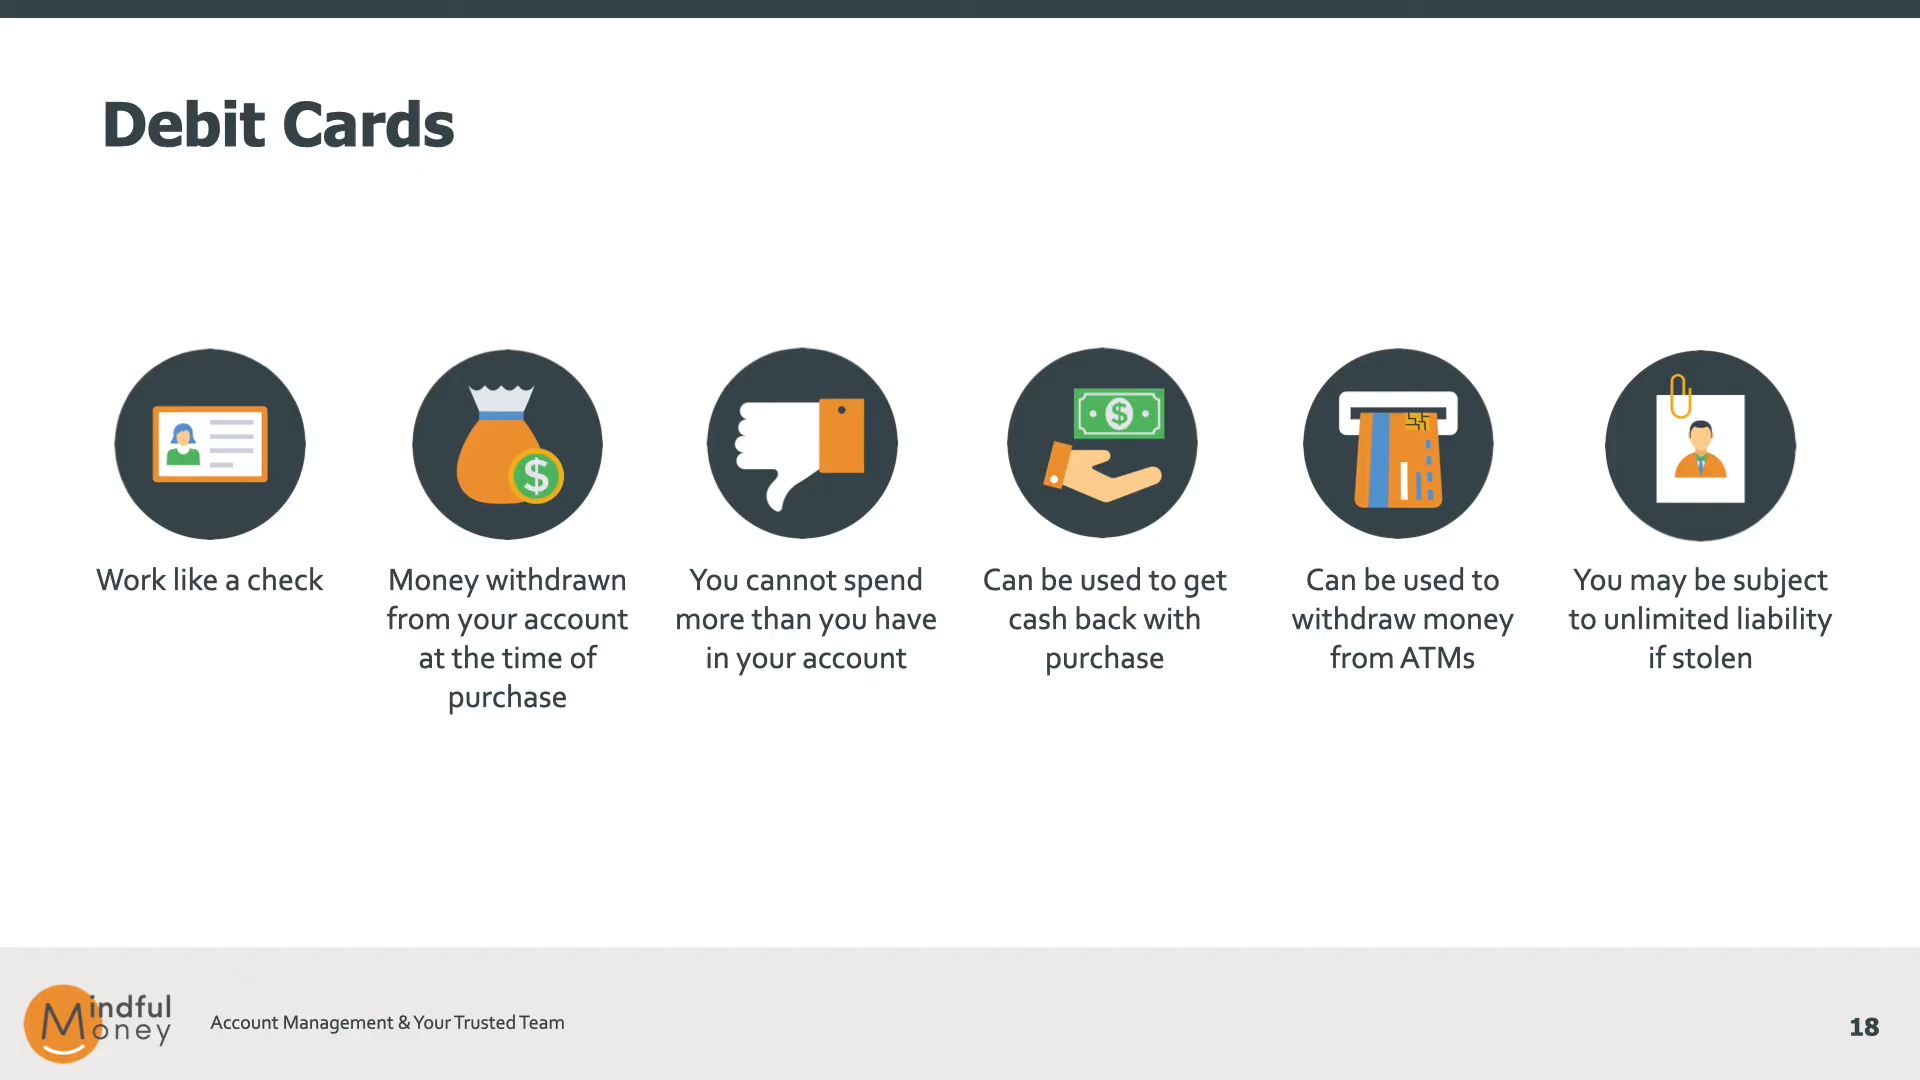 Debit Cards
Work like a check
Money withdrawn
from your account
at the time of
purchase
You cannot spend
more than you have
in your account
Can be used to get
cash back with
purchase
Can be used to
withdraw money
from ATMs
You may be subject
to unlimited liability
if stolen
$
$
Mindful
Money
Account Management & Your Trusted Team
18